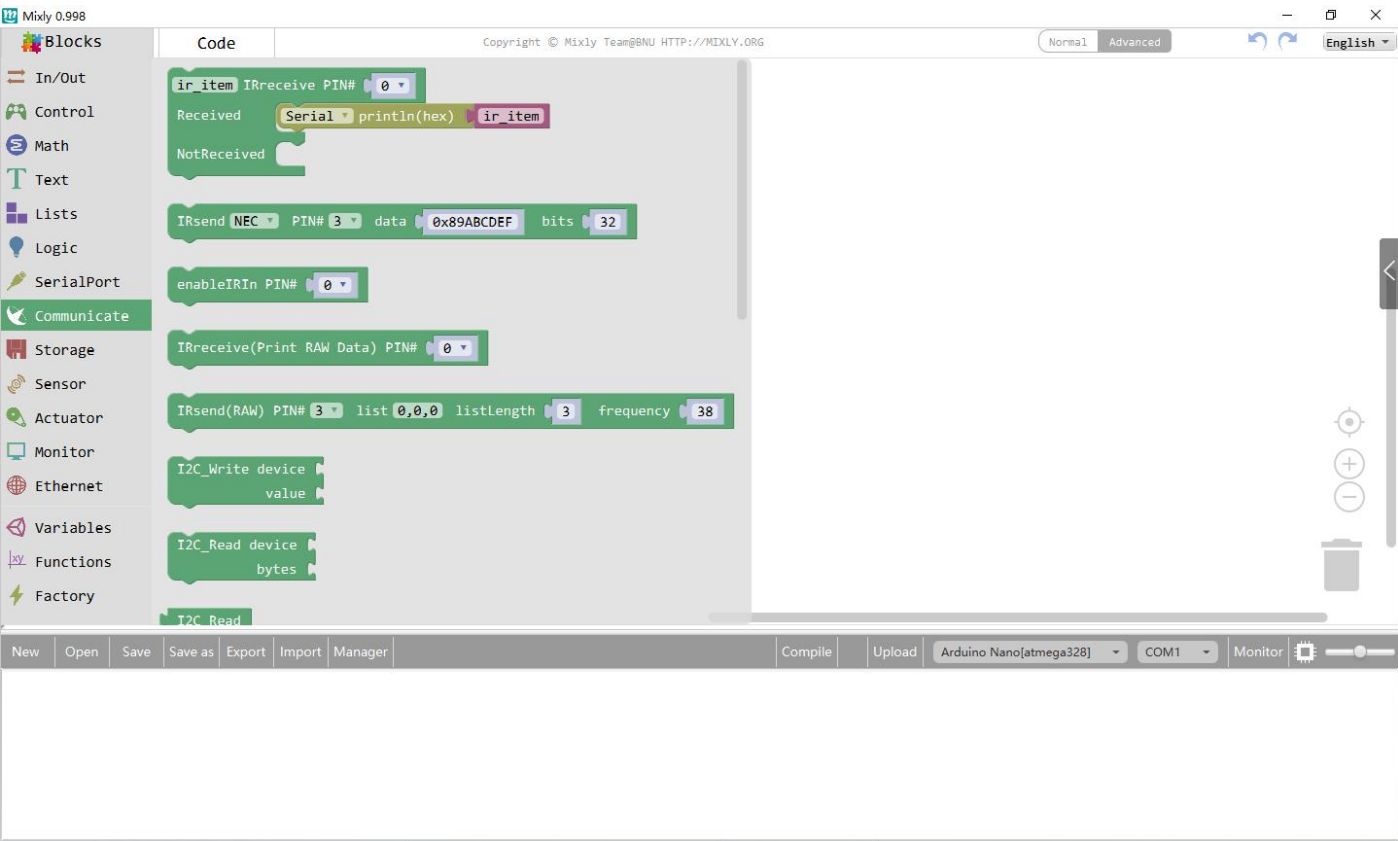 Mixly 0.998
Blocks
Code
Copyright © Mixly Team@BNU HTTP://MIXLY.ORG
Normal
Advanced
English
In/Out
Control
Math
Text
Lists
Logic
SerialPort
Communicate
Storage
Sensor
Actuator
Monitor
Ethernet
Variables
xy Functions
Factory
ir_item IRreceive PIN# 0
Received Serial println(hex) ir_item
NotReceived
IRsend NEC PIN# 3 data 0x89ABCDEF bits 32
enableIRIn PIN# 0
IRreceive(Print RAW Data) PIN# 0
IRsend(RAW) PIN# 3 list 0,0,0 listLength 3 frequency 38
I2C_Write device
value
I2C_Read device
bytes
I2C_Read
New Open Save Save as Export Import Manager Compile Upload Arduino Nano[atmega328] COM1 Monitor